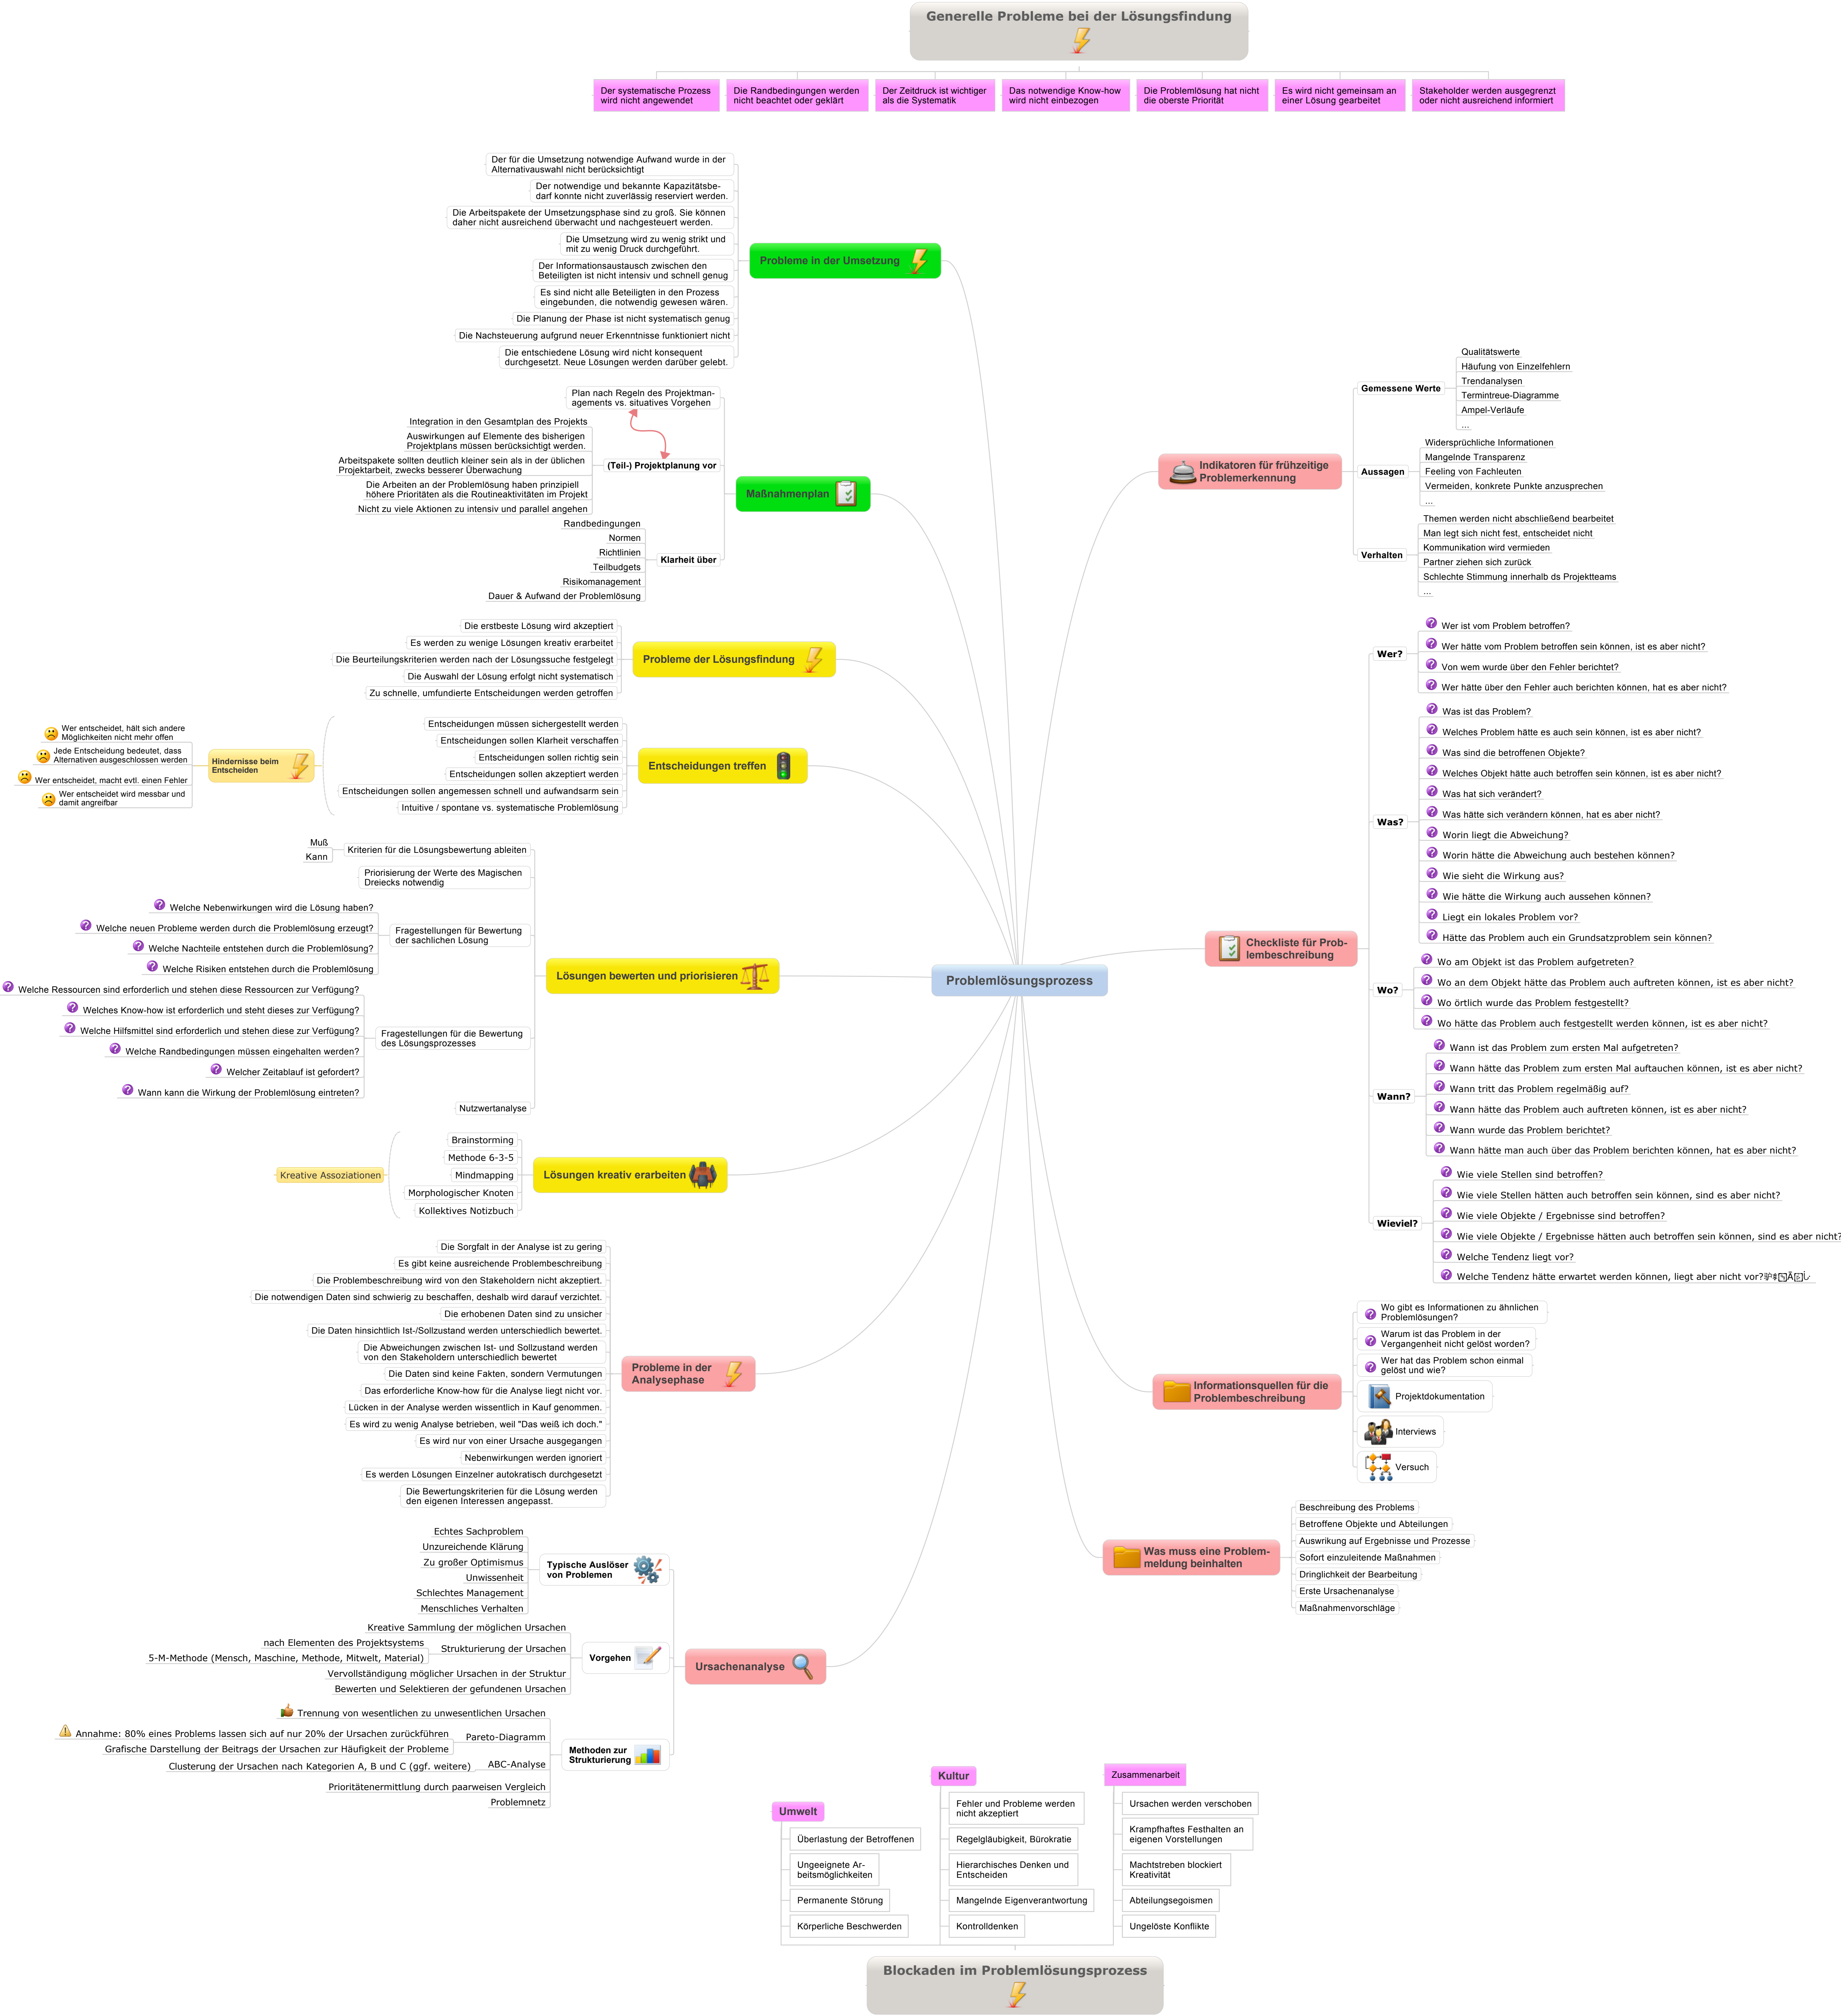 Generelle Probleme bei der Lösungsfindung
Der systematische Prozess
wird nicht angewendet
Die Randbedingungen werden
nicht beachtet oder geklärt
Der Zeitdruck ist wichtiger
als die Systematik
Das notwendige Know-how
wird nicht einbezogen
Die Problemlösung hat nicht
die oberste Priorität
Es wird nicht gemeinsam an
einer Lösung gearbeitet
Stakeholder werden ausgegrenzt
oder nicht ausreichend informiert
Problemlösungsprozess
Indikatoren für frühzeitige
Problemerkennung
Gemessene Werte
Qualitätswerte
Häufung von Einzelfehlern
Trendanalysen
Termintreue-Diagramme
Ampel-Verläufe
...
Aussagen
Widersprüchliche Informationen
Mangelnde Transparenz
Feeling von Fachleuten
Vermeiden, konkrete Punkte anzusprechen
...
Verhalten
Themen werden nicht abschließend bearbeitet
Man legt sich nicht fest, entscheidet nicht
Kommunikation wird vermieden
Partner ziehen sich zurück
Schlechte Stimmung innerhalb ds Projektteams
...
Checkliste für Prob-
lembeschreibung
Wer?
Wer ist vom Problem betroffen?
Wer hätte vom Problem betroffen sein können, ist es aber nicht?
Von wem wurde über den Fehler berichtet?
Wer hätte über den Fehler auch berichten können, hat es aber nicht?
Was?
Was ist das Problem?
Welches Problem hätte es auch sein können, ist es aber nicht?
Was sind die betroffenen Objekte?
Welches Objekt hätte auch betroffen sein können, ist es aber nicht?
Was hat sich verändert?
Was hätte sich verändern können, hat es aber nicht?
Worin liegt die Abweichung?
Worin hätte die Abweichung auch bestehen können?
Wie sieht die Wirkung aus?
Wie hätte die Wirkung auch aussehen können?
Liegt ein lokales Problem vor?
Hätte das Problem auch ein Grundsatzproblem sein können?
Wo?
Wo am Objekt ist das Problem aufgetreten?
Wo an dem Objekt hätte das Problem auch auftreten können, ist es aber nicht?
Wo örtlich wurde das Problem festgestellt?
Wo hätte das Problem auch festgestellt werden können, ist es aber nicht?
Wann?
Wann ist das Problem zum ersten Mal aufgetreten?
Wann hätte das Problem zum ersten Mal auftauchen können, ist es aber nicht?
Wann tritt das Problem regelmäßig auf?
Wann hätte das Problem auch auftreten können, ist es aber nicht?
Wann wurde das Problem berichtet?
Wann hätte man auch über das Problem berichten können, hat es aber nicht?
Wieviel?
Wie viele Stellen sind betroffen?
Wie viele Stellen hätten auch betroffen sein können, sind es aber nicht?
Wie viele Objekte / Ergebnisse sind betroffen?
Wie viele Objekte / Ergebnisse hätten auch betroffen sein können, sind es aber nicht?
Welche Tendenz liegt vor?
Welche Tendenz hätte erwartet werden können, liegt aber nicht vor?
Informationsquellen für die
Problembeschreibung
Wo gibt es Informationen zu ähnlichen
Problemlösungen?
Warum ist das Problem in der
Vergangenheit nicht gelöst worden?
Wer hat das Problem schon einmal
gelöst und wie?
Projektdokumentation
Interviews
Versuch
Was muss eine Problem-
meldung beinhalten
Beschreibung des Problems
Betroffene Objekte und Abteilungen
Auswrikung auf Ergebnisse und Prozesse
Sofort einzuleitende Maßnahmen
Dringlichkeit der Bearbeitung
Erste Ursachenanalyse
Maßnahmenvorschläge
Probleme in der Umsetzung
Der für die Umsetzung notwendige Aufwand wurde in der
Alternativauswahl nicht berücksichtigt
Der notwendige und bekannte Kapazitätsbe-
darf konnte nicht zuverlässig reserviert werden.
Die Arbeitspakete der Umsetzungsphase sind zu groß. Sie können
daher nicht ausreichend überwacht und nachgesteuert werden.
Die Umsetzung wird zu wenig strikt und
mit zu wenig Druck durchgeführt.
Der Informationsaustausch zwischen den
Beteiligten ist nicht intensiv und schnell genug
Es sind nicht alle Beteiligten in den Prozess
eingebunden, die notwendig gewesen wären.
Die Planung der Phase ist nicht systematisch genug
Die Nachsteuerung aufgrund neuer Erkenntnisse funktioniert nicht
Die entschiedene Lösung wird nicht konsequent
durchgesetzt. Neue Lösungen werden darüber gelebt.
Maßnahmenplan
Plan nach Regeln des Projektman-
agements vs. situatives Vorgehen
(Teil-) Projektplanung vor
Integration in den Gesamtplan des Projekts
Auswirkungen auf Elemente des bisherigen
Projektplans müssen berücksichtigt werden.
Arbeitspakete sollten deutlich kleiner sein als in der üblichen
Projektarbeit, zwecks besserer Überwachung
Die Arbeiten an der Problemlösung haben prinzipiell
höhere Prioritäten als die Routineaktivitäten im Projekt
Nicht zu viele Aktionen zu intensiv und parallel angehen
Klarheit über
Randbedingungen
Normen
Richtlinien
Teilbudgets
Risikomanagement
Dauer & Aufwand der Problemlösung
Probleme der Lösungsfindung
Die erstbeste Lösung wird akzeptiert
Es werden zu wenige Lösungen kreativ erarbeitet
Die Beurteilungskriterien werden nach der Lösungssuche festgelegt
Die Auswahl der Lösung erfolgt nicht systematisch
Zu schnelle, umfundierte Entscheidungen werden getroffen
Entscheidungen treffen
Entscheidungen müssen sichergestellt werden
Entscheidungen sollen Klarheit verschaffen
Entscheidungen sollen richtig sein
Entscheidungen sollen akzeptiert werden
Entscheidungen sollen angemessen schnell und aufwandsarm sein
Intuitive / spontane vs. systematische Problemlösung
Hindernisse beim
Entscheiden
Wer entscheidet, hält sich andere
Möglichkeiten nicht mehr offen
Jede Entscheidung bedeutet, dass
Alternativen ausgeschlossen werden
Wer entscheidet, macht evtl. einen Fehler
Wer entscheidet wird messbar und
damit angreifbar
Lösungen bewerten und priorisieren
Kriterien für die Lösungsbewertung ableiten
Muß
Kann
Priorisierung der Werte des Magischen
Dreiecks notwendig
Fragestellungen für Bewertung
der sachlichen Lösung
Welche Nebenwirkungen wird die Lösung haben?
Welche neuen Probleme werden durch die Problemlösung erzeugt?
Welche Nachteile entstehen durch die Problemlösung?
Welche Risiken entstehen durch die Problemlösung
Fragestellungen für die Bewertung
des Lösungsprozesses
Welche Ressourcen sind erforderlich und stehen diese Ressourcen zur Verfügung?
Welches Know-how ist erforderlich und steht dieses zur Verfügung?
Welche Hilfsmittel sind erforderlich und stehen diese zur Verfügung?
Welche Randbedingungen müssen eingehalten werden?
Welcher Zeitablauf ist gefordert?
Wann kann die Wirkung der Problemlösung eintreten?
Nutzwertanalyse
Lösungen kreativ erarbeiten
Brainstorming
Methode 6-3-5
Mindmapping
Morphologischer Knoten
Kollektives Notizbuch
Kreative Assoziationen
Probleme in der
Analysephase
Die Sorgfalt in der Analyse ist zu gering
Es gibt keine ausreichende Problembeschreibung
Die Problembeschreibung wird von den Stakeholdern nicht akzeptiert.
Die notwendigen Daten sind schwierig zu beschaffen, deshalb wird darauf verzichtet.
Die erhobenen Daten sind zu unsicher
Die Daten hinsichtlich Ist-/Sollzustand werden unterschiedlich bewertet.
Die Abweichungen zwischen Ist- und Sollzustand werden
von den Stakeholdern unterschiedlich bewertet
Die Daten sind keine Fakten, sondern Vermutungen
Das erforderliche Know-how für die Analyse liegt nicht vor.
Lücken in der Analyse werden wissentlich in Kauf genommen.
Es wird zu wenig Analyse betrieben, weil "Das weiß ich doch."
Es wird nur von einer Ursache ausgegangen
Nebenwirkungen werden ignoriert
Es werden Lösungen Einzelner autokratisch durchgesetzt
Die Bewertungskriterien für die Lösung werden
den eigenen Interessen angepasst.
Ursachenanalyse
Typische Auslöser
von Problemen
Echtes Sachproblem
Unzureichende Klärung
Zu großer Optimismus
Unwissenheit
Schlechtes Management
Menschliches Verhalten
Vorgehen
Kreative Sammlung der möglichen Ursachen
Strukturierung der Ursachen
nach Elementen des Projektsystems
5-M-Methode (Mensch, Maschine, Methode, Mitwelt, Material)
Vervollständigung möglicher Ursachen in der Struktur
Bewerten und Selektieren der gefundenen Ursachen
Methoden zur
Strukturierung
Trennung von wesentlichen zu unwesentlichen Ursachen
Pareto-Diagramm
Annahme: 80% eines Problems lassen sich auf nur 20% der Ursachen zurückführen
Grafische Darstellung der Beitrags der Ursachen zur Häufigkeit der Probleme
ABC-Analyse
Clusterung der Ursachen nach Kategorien A, B und C (ggf. weitere)
Prioritätenermittlung durch paarweisen Vergleich
Problemnetz
Umwelt
Überlastung der Betroffenen
Ungeeignete Ar-
beitsmöglichkeiten
Permanente Störung
Körperliche Beschwerden
Kultur
Fehler und Probleme werden
nicht akzeptiert
Regelgläubigkeit, Bürokratie
Hierarchisches Denken und
Entscheiden
Mangelnde Eigenverantwortung
Kontrolldenken
Zusammenarbeit
Ursachen werden verschoben
Krampfhaftes Festhalten an
eigenen Vorstellungen
Machtstreben blockiert
Kreativität
Abteilungsegoismen
Ungelöste Konflikte
Blockaden im Problemlösungsprozess